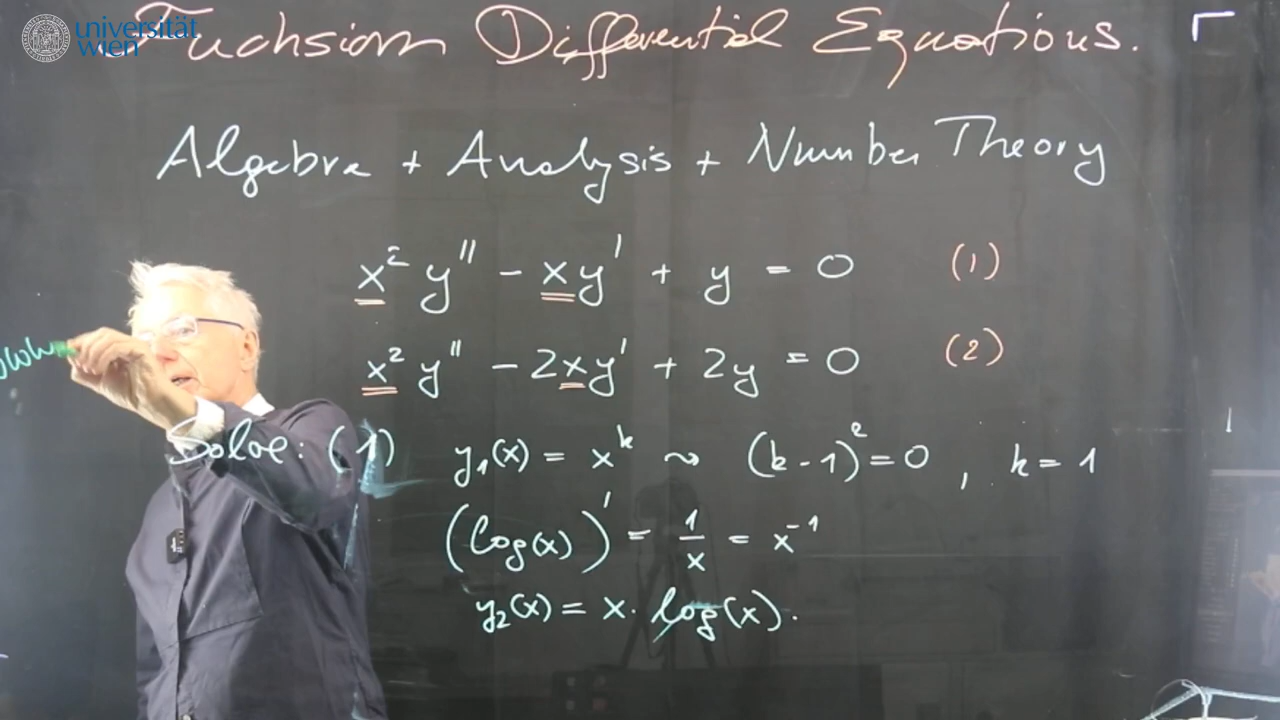 universität
wien
Fuchsian Differential Equations.
Algebra + Analysis + Number Theory
x² y'' - xy' + y = 0 (1)
x² y'' - 2xy' + 2y = 0 (2)
Solve: (1) y₁(x) = xᵏ ⤳ (k-1)² = 0, k = 1
(log(x))' = 1/x = x⁻¹
y₂(x) = x · log(x).